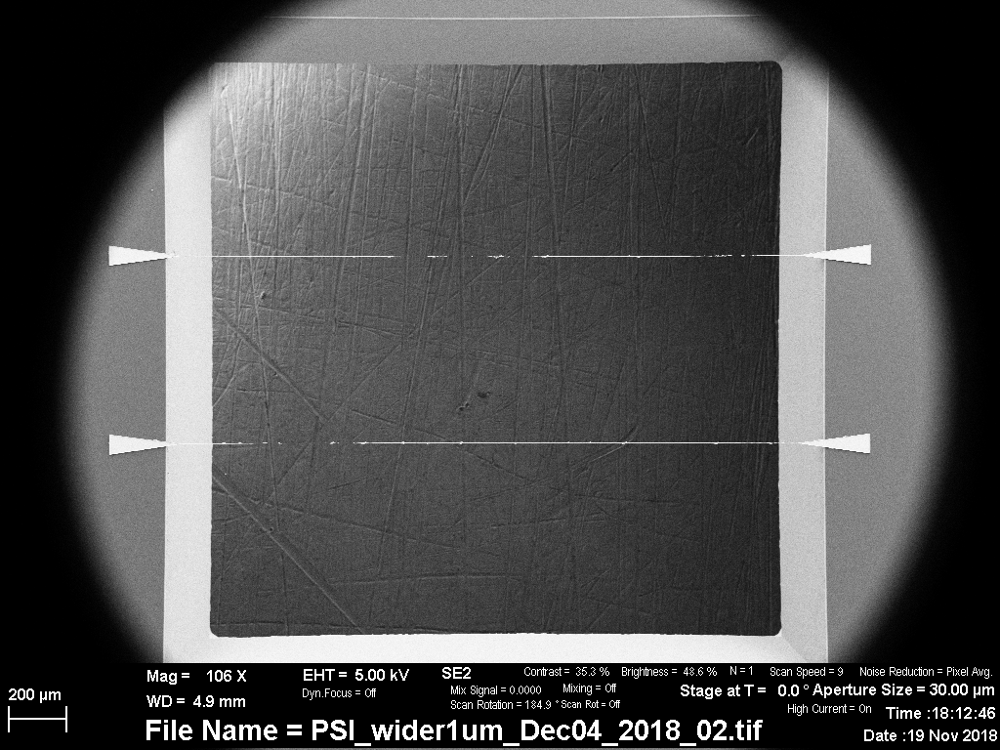 200 µm
Mag = 106 X
WD = 4.9 mm
EHT = 5.00 kV
Dyn.Focus = Off
SE2
Contrast = 35.3 % Brightness = 48.6 % N = 1 Scan Speed = 9 Noise Reduction = Pixel Avg.
Mix Signal = 0.0000 Mixing = Off
Scan Rotation = 184.9 ° Scan Rot = Off
Stage at T = 0.0 ° Aperture Size = 30.00 µm
High Current = On
Time :18:12:46
File Name = PSI_wider1um_Dec04_2018_02.tif
Date :19 Nov 2018